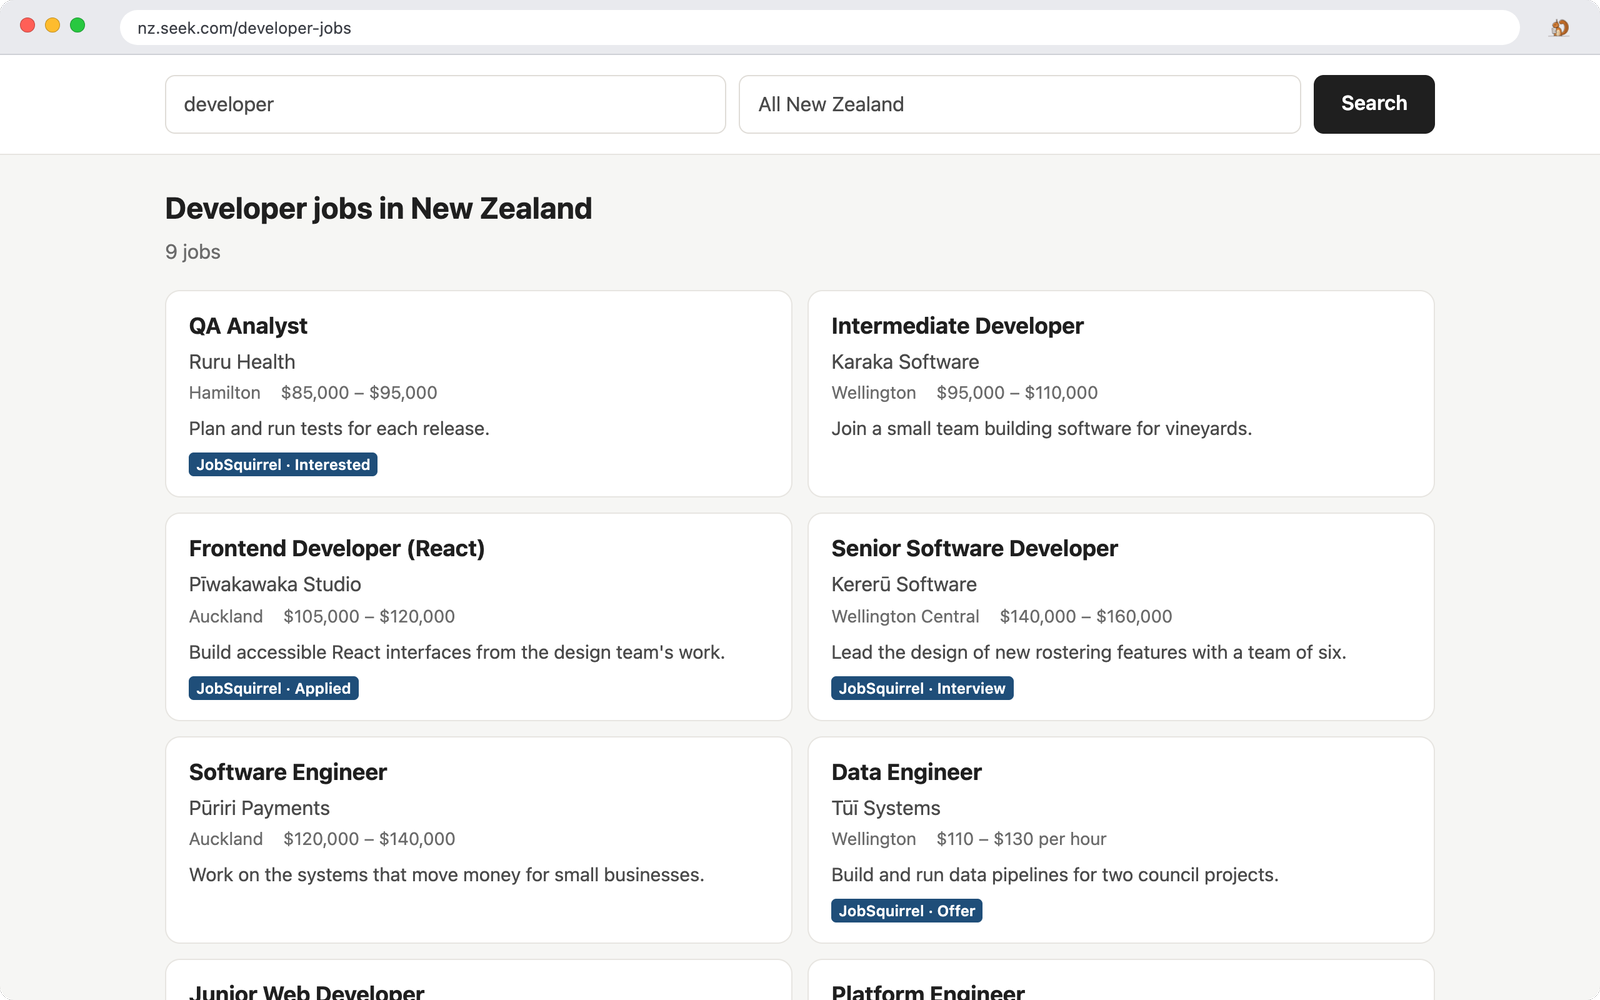 nz.seek.com/developer-jobs
developer
All New Zealand
Search
Developer jobs in New Zealand
9 jobs
QA Analyst
Ruru Health
Hamilton $85,000 – $95,000
Plan and run tests for each release.
JobSquirrel · Interested
Intermediate Developer
Karaka Software
Wellington $95,000 – $110,000
Join a small team building software for vineyards.
Frontend Developer (React)
Pīwakawaka Studio
Auckland $105,000 – $120,000
Build accessible React interfaces from the design team's work.
JobSquirrel · Applied
Senior Software Developer
Kererū Software
Wellington Central $140,000 – $160,000
Lead the design of new rostering features with a team of six.
JobSquirrel · Interview
Software Engineer
Pūriri Payments
Auckland $120,000 – $140,000
Work on the systems that move money for small businesses.
Data Engineer
Tūī Systems
Wellington $110 – $130 per hour
Build and run data pipelines for two council projects.
JobSquirrel · Offer
Junior Web Developer
Platform Engineer